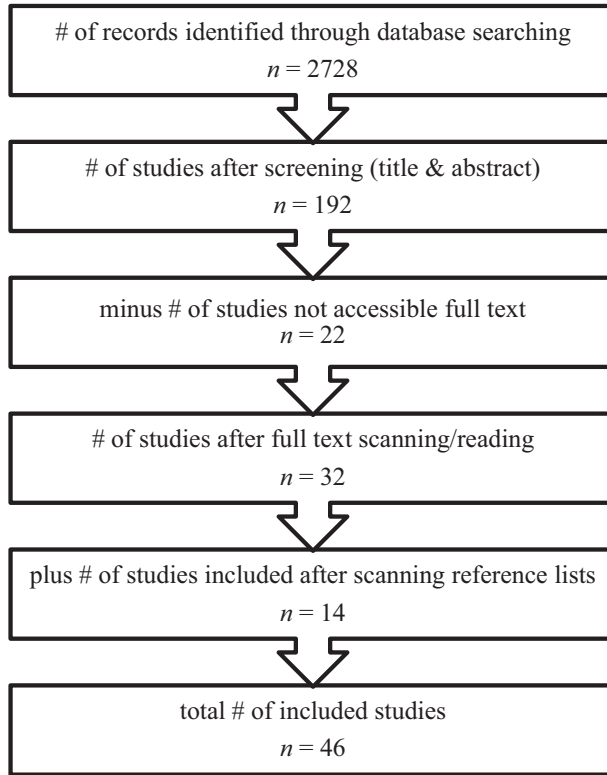 # of records identified through database searching
n = 2728
# of studies after screening (title & abstract)
n = 192
minus # of studies not accessible full text
n = 22
# of studies after full text scanning/reading
n = 32
plus # of studies included after scanning reference lists
n = 14
total # of included studies
n = 46